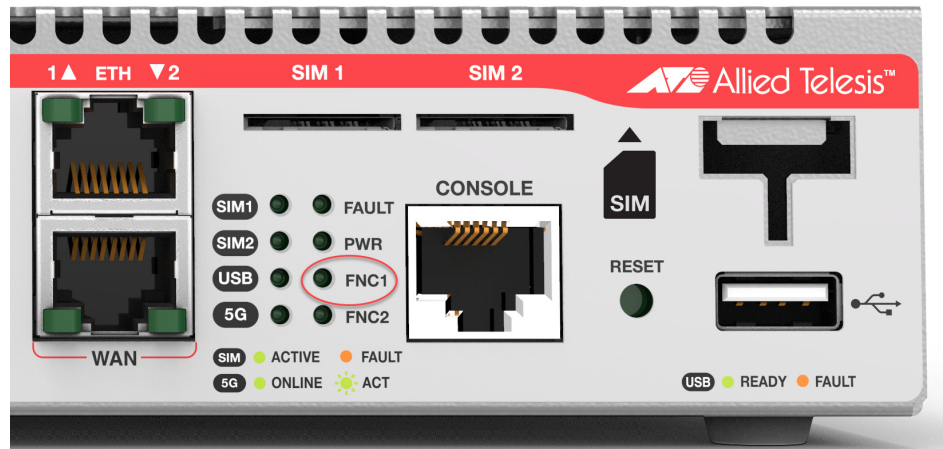 1▲ ETH ▼2
SIM 1
SIM 2
Allied Telesis™
SIM1
FAULT
SIM2
PWR
USB
FNC1
5G
FNC2
CONSOLE
SIM
RESET
WAN
SIM ACTIVE FAULT
5G ONLINE ACT
USB READY FAULT